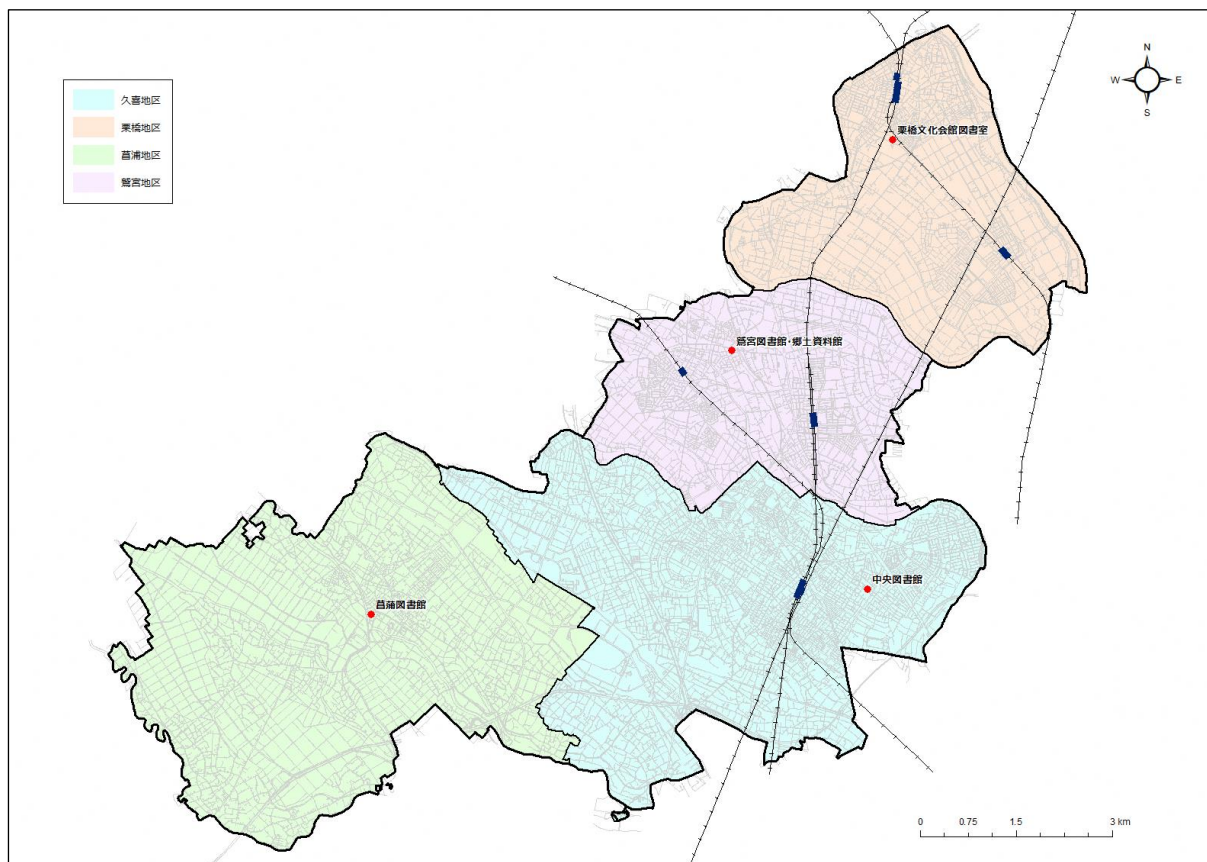 久喜地区
栗橋地区
菖蒲地区
鷲宮地区
N
W
E
S
栗橋文化会館図書室
鷲宮図書館・郷土資料館
中央図書館
菖蒲図書館
0 0.75 1.5 3 km